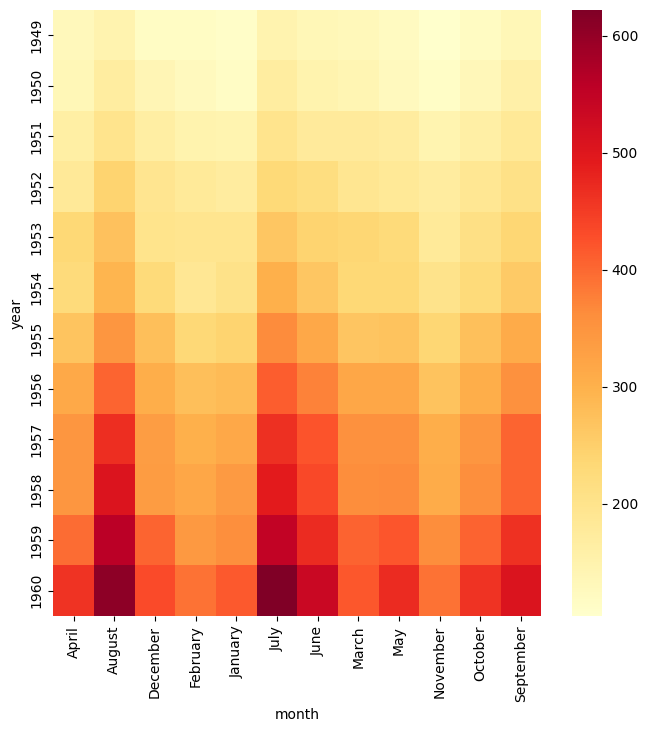 1949
1950
1951
1952
1953
1954
1955
1956
1957
1958
1959
1960
year
April
August
December
February
January
July
June
March
May
November
October
September
month
600
500
400
300
200